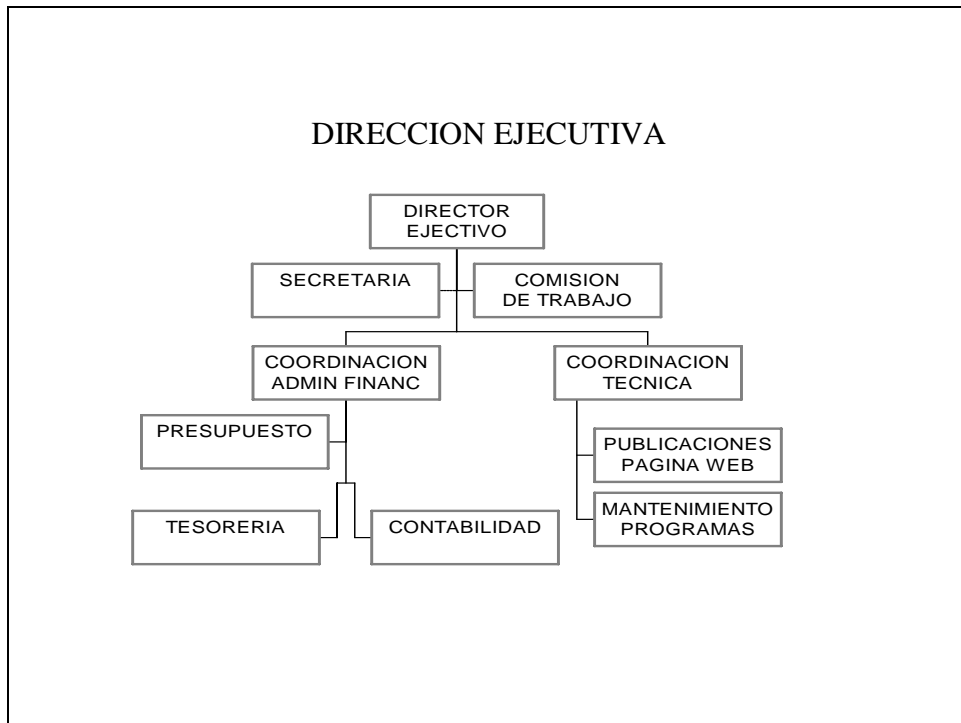 DIRECCION EJECUTIVA
DIRECTOR
EJECTIVO
SECRETARIA
COMISION
DE TRABAJO
COORDINACION
ADMIN FINANC
COORDINACION
TECNICA
PRESUPUESTO
PUBLICACIONES
PAGINA WEB
TESORERIA
CONTABILIDAD
MANTENIMIENTO
PROGRAMAS